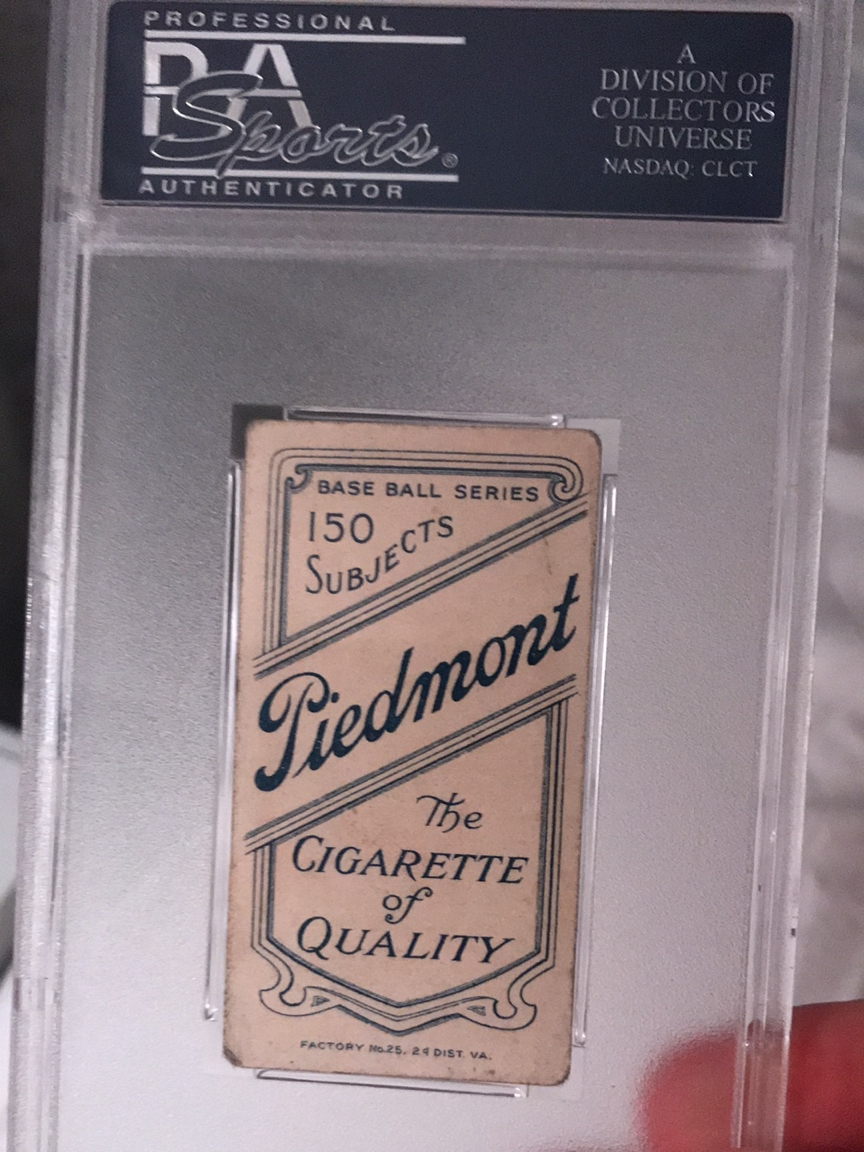 PROFESSIONAL
PSA
Sports®
AUTHENTICATOR
A
DIVISION OF
COLLECTORS
UNIVERSE
NASDAQ: CLCT
BASE BALL SERIES
150
SUBJECTS
Piedmont
The
CIGARETTE
of
QUALITY
FACTORY No.25. 2d DIST. VA.